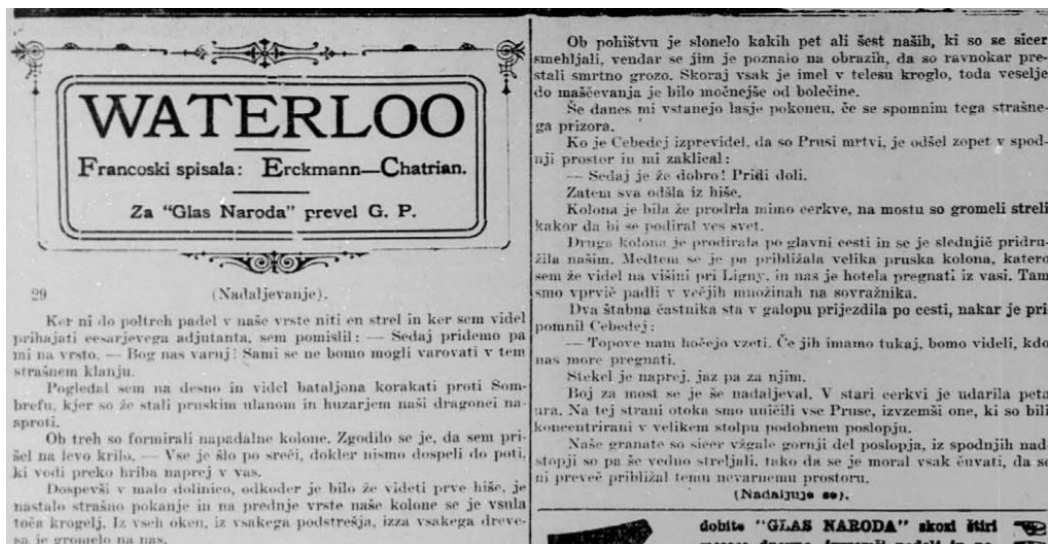 WATERLOO
Francoski spisala: Erckmann—Chatrian.
Za "Glas Naroda" prevel G. P.
29
(Nadaljevanje).
Ker ni do poltreh padel v naše vrste niti en strel in ker sem videl
prihajati cesarjevega adjutanta, sem pomislil: — Sedaj pridemo pa
mi na vrsto. — Bog nas varuj! Sami se ne bomo mogli varovati v tem
strašnem klanju.
Pogledal sem na desno in videl bataljona korakati proti Som-
brefu, kjer so že stali pruskim ulanom in huzarjem naši dragonci na-
sproti.
Ob treh so formirali napadalne kolone. Zgodilo se je, da sem pri-
šel na levo krilo. — Vse je šlo po sreči, dokler nismo dospeli do poti,
ki vodi preko hriba naprej v vas.
Dospevši v malo dolinico, odkoder je bilo že videti prve hiše, je
nastalo strašno pokanje in na prednje vrste naše kolone se je vsula
toča krogelj. Iz vseh oken, iz vsakega podstrešja, izza vsakega dreve-
sa je gromelo na nas.
Ob pohištvu je slonelo kakih pet ali šest naših, ki so se sicer
smehljali, vendar se jim je poznalo na obrazih, da so ravnokar pre-
stali smrtno grozo. Skoraj vsak je imel v telesu kroglo, toda veselje
do maščevanja je bilo močnejše od bolečine.
Še danes mi vstanejo lasje pokoncu, če se spomnim tega strašne-
ga prizora.
Ko je Cebedej izprevidel, da so Prusi mrtvi, je odšel zopet v spod-
nji prostor in mi zaklical:
— Sedaj je že dobro! Pridi doli.
Zatem sva odšla iz hiše.
Kolona je bila že prodrla mimo cerkve, na mostu so gromeli streli
kakor da bi se podiral ves svet.
Druga kolona je prodirala po glavni cesti in se je slednjič pridru-
žila našim. Medtem se je pa približala velika pruska kolona, katero
sem že videl na višini pri Ligny, in nas je hotela pregnati iz vasi. Tam
smo vprvič padli v večjih množinah na sovražnika.
Dva štabna častnika sta v galopu prijezdila po cesti, nakar je pri
pomnil Cebedej:
— Topove nam hočejo vzeti. Če jih imamo tukaj, bomo videli, kdo
nas more pregnati.
Stekel je naprej, jaz pa za njim.
Boj za most se je še nadaljeval. V stari cerkvi je udarila peta
ura. Na tej strani otoka smo uničili vse Pruse, izvzemši one, ki so bili
koncentrirani v velikem stolpu podobnem poslopju.
Naše granate so sicer vžgale gornji del poslopja, iz spodnjih nad
stopji so pa še vedno streljali, tako da se je moral vsak čuvati, da se
ni preveč približal temu nevarnemu prostoru.
(Nadaljuje se).
dobite "GLAS NARODA" skozi štiri